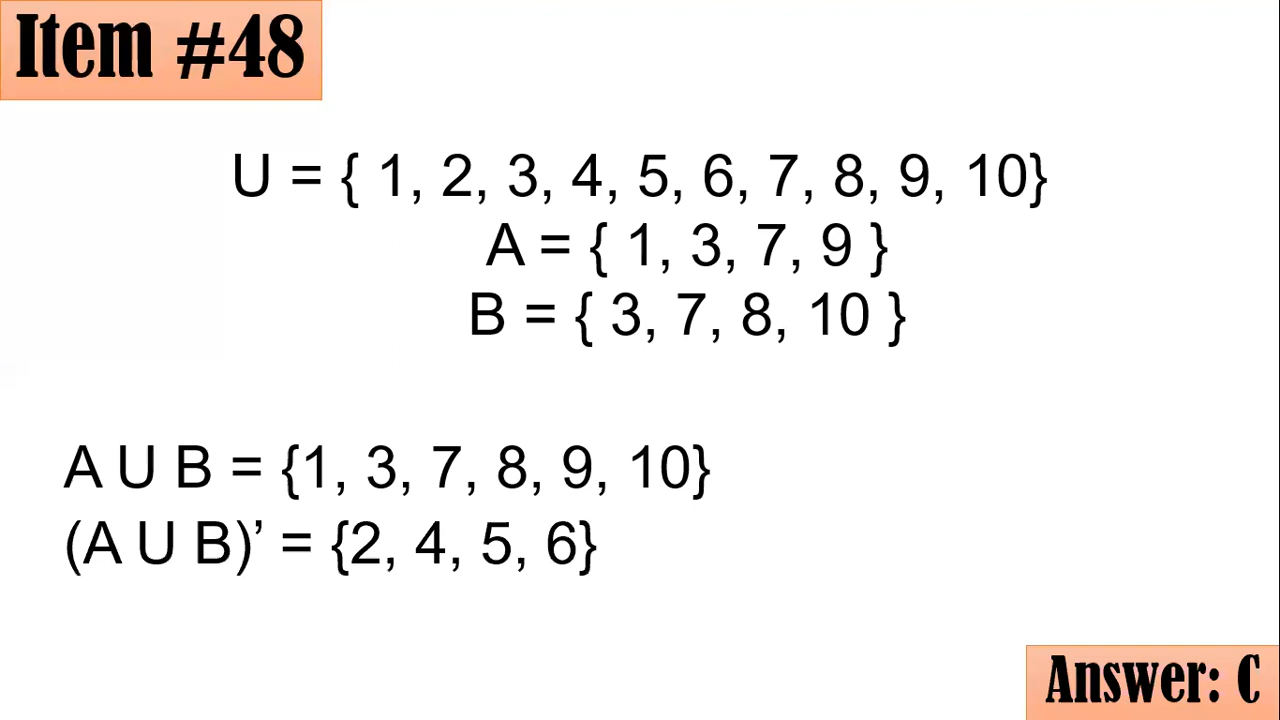 Item #48
U = { 1, 2, 3, 4, 5, 6, 7, 8, 9, 10}
A = { 1, 3, 7, 9 }
B = { 3, 7, 8, 10 }
A U B = {1, 3, 7, 8, 9, 10}
(A U B)’ = {2, 4, 5, 6}
Answer: C